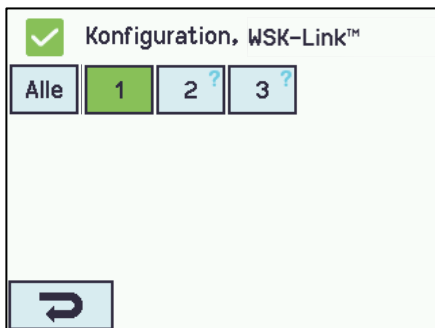 Konfiguration, WSK-Link™
Alle 1 2 ? 3 ?